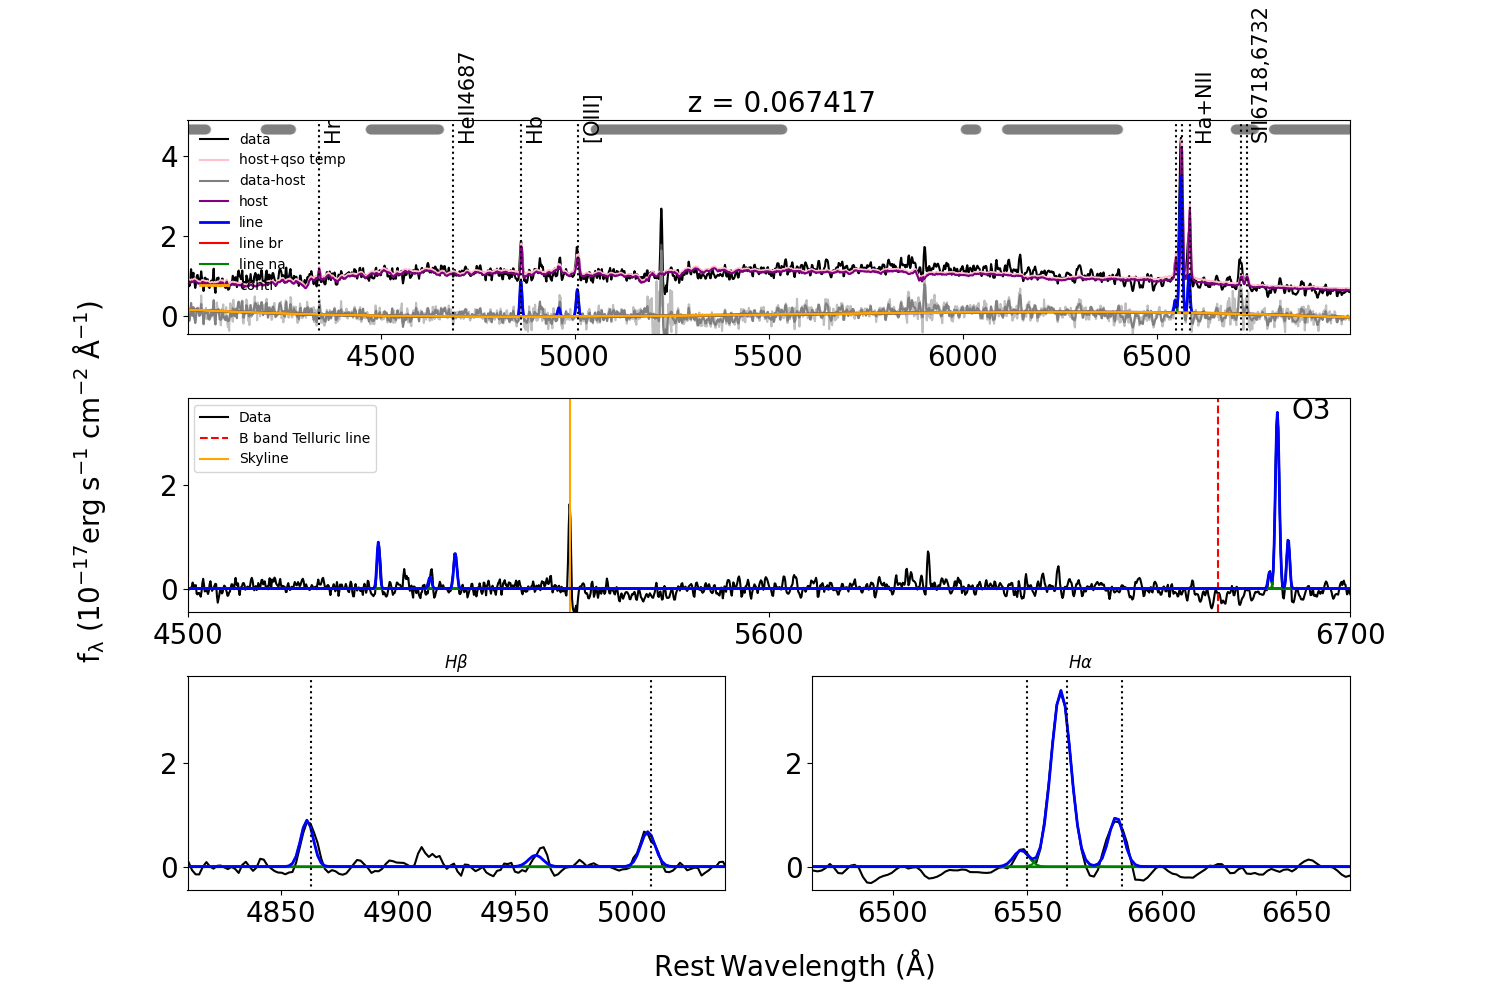 z = 0.067417
Hr
HeII4687
Hb
[OIII]
Ha+NII
SII6718,6732
data
host+qso temp
data-host
host
line
line br
line na
conti
4
2
0
4500 5000 5500 6000 6500
fλ (10⁻¹⁷erg s⁻¹ cm⁻² Å⁻¹)
Data
B band Telluric line
Skyline
O3
2
0
4500 5600 6700
Hβ
2
0
4850 4900 4950 5000
Hα
2
0
6500 6550 6600 6650
Rest Wavelength (Å)